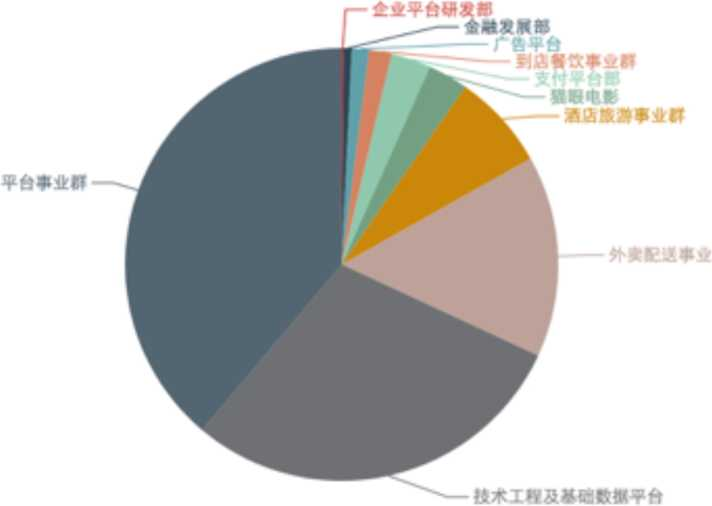 企业平台研发部
金融发展部
广告平台
到店餐饮事业群
支付平台部
猫眼电影
酒店旅游事业群
平台事业群
外卖配送事业
技术工程及基础数据平台